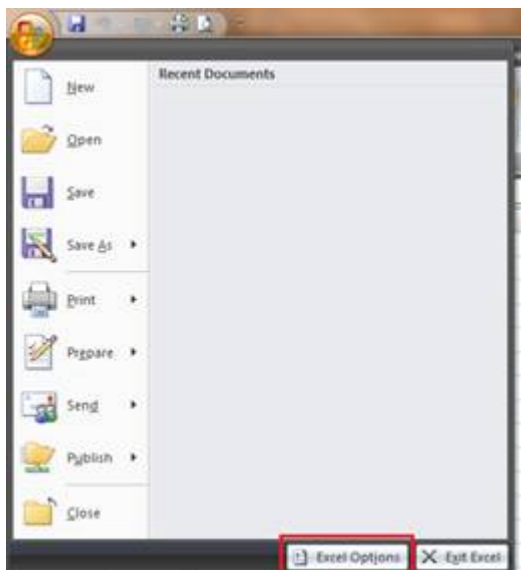 Recent Documents
New
Open
Save
Save As
Print
Prepare
Send
Publish
Close
Excel Options
Exit Excel